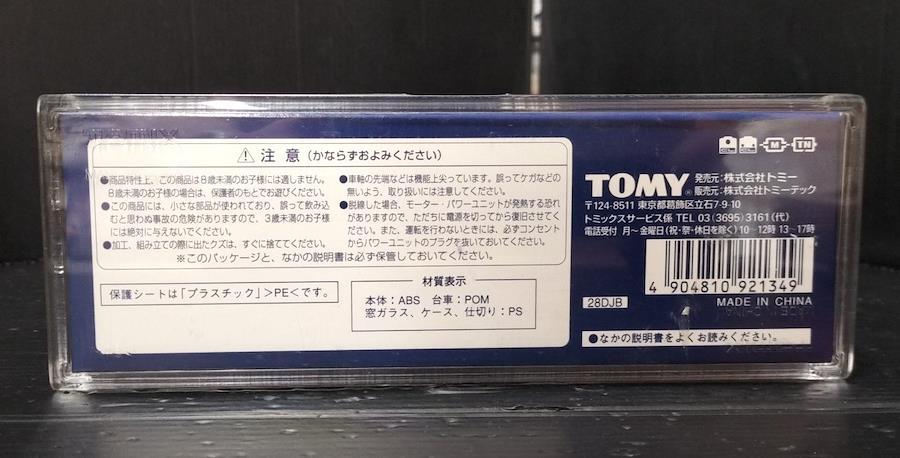 ⚠ 注 意 (かならずおよみください)
●商品特性上、この商品は8歳未満のお子様には適しません。
8歳未満のお子様の場合は、保護者のもとでお遊びください。
●この商品には、小さな部品が使われており、誤って飲み込
むと思わぬ事故の危険がありますので、3歳未満のお子様
には絶対に与えないでください。
●加工、組み立ての際に出たクズは、すぐに捨ててください。
●車軸の先端などは機能上尖っています。誤ってケガなどの
無いよう、取り扱いには注意してください。
●脱線した場合、モーター・パワーユニットが発熱する恐れ
がありますので、ただちに電源を切ってから復旧させてく
ださい。また、運転を行わないときには、必ずコンセント
からパワーユニットのプラグを抜いておいてください。
※このパッケージと、なかの説明書は必ず保管しておいてください。
保護シートは「プラスチック」>PE<です。
材質表示
本体:ABS 台車:POM
窓ガラス、ケース、仕切り:PS
M TN
TOMY® 発売元:株式会社トミー
販売元:株式会社トミーテック
〒124-8511 東京都葛飾区立石7-9-10
トミックスサービス係 TEL 03(3695)3161(代)
電話受付 月〜金曜日(祝・祭・休日を除く)10〜12時 13〜17時
4 904810 921349
28DJB
MADE IN CHINA
●なかの説明書をよくお読みください。